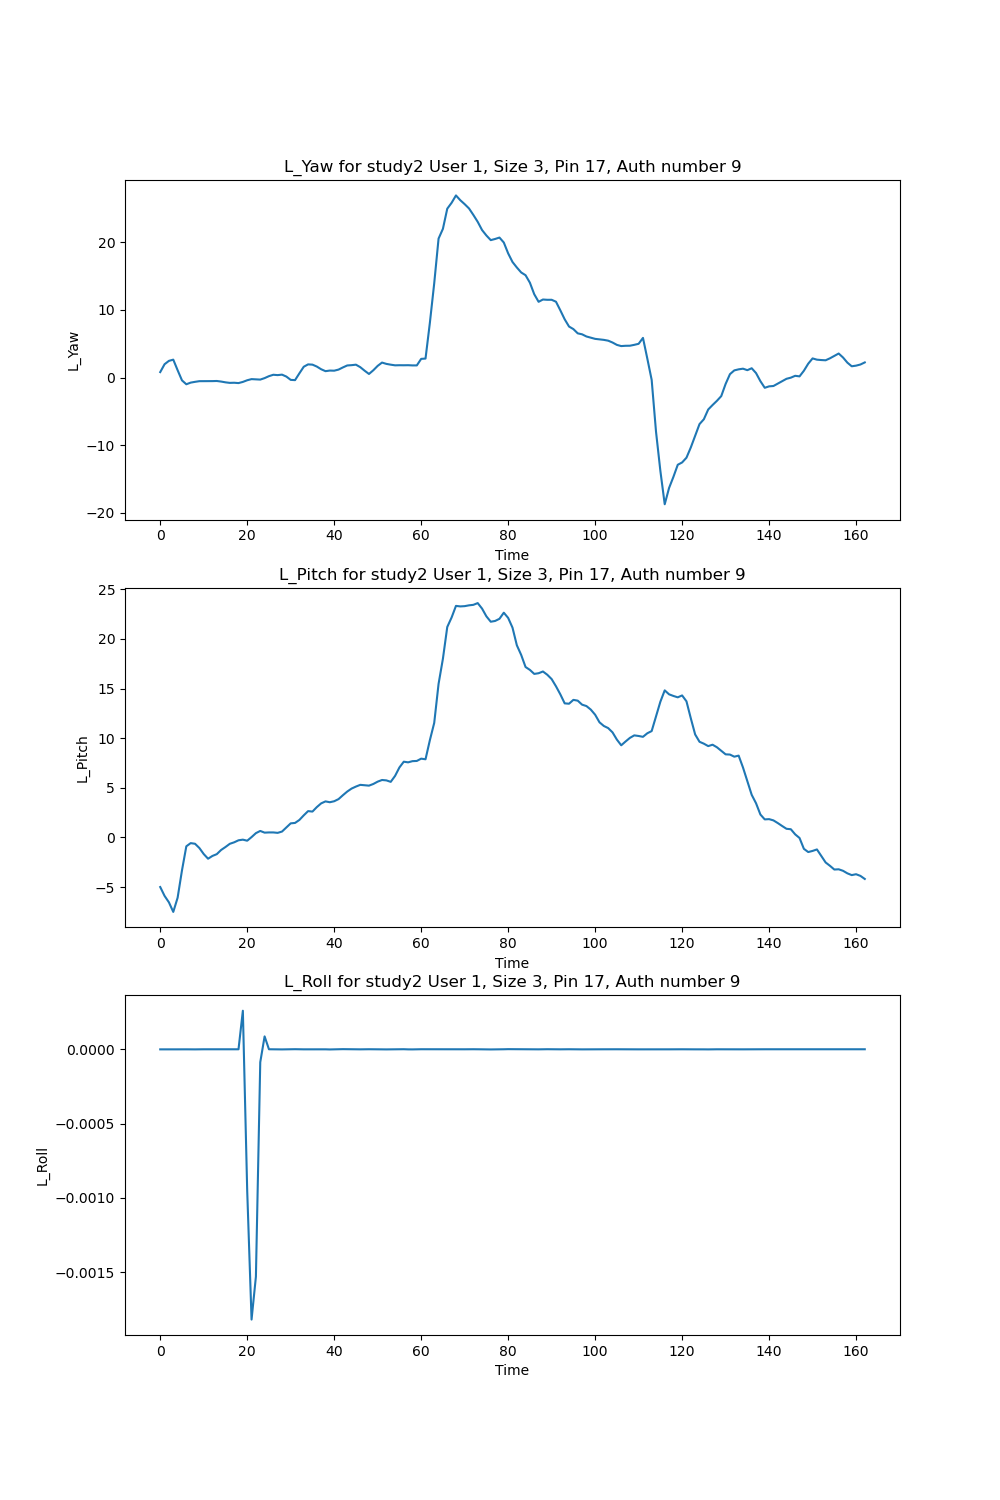 L_Yaw for study2 User 1, Size 3, Pin 17, Auth number 9
20
10
0
−10
−20
L_Yaw
0 20 40 60 80 100 120 140 160
Time
L_Pitch for study2 User 1, Size 3, Pin 17, Auth number 9
25
20
15
10
5
0
−5
L_Pitch
0 20 40 60 80 100 120 140 160
Time
L_Roll for study2 User 1, Size 3, Pin 17, Auth number 9
0.0000
−0.0005
−0.0010
−0.0015
L_Roll
0 20 40 60 80 100 120 140 160
Time